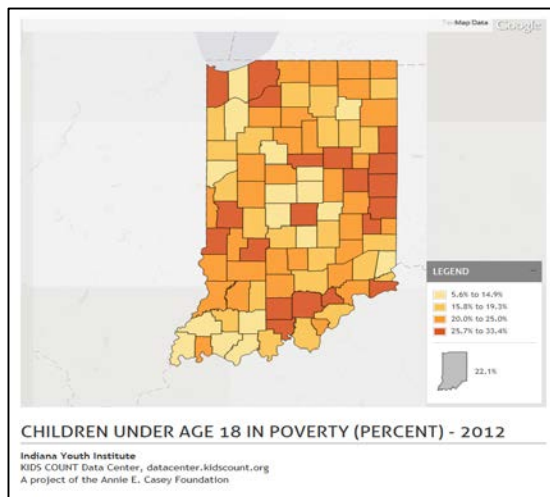 Map Data
Google
LEGEND
5.6% to 14.9%
15.8% to 19.3%
20.0% to 25.0%
25.7% to 33.4%
22.1%
CHILDREN UNDER AGE 18 IN POVERTY (PERCENT) - 2012
Indiana Youth Institute
KIDS COUNT Data Center, datacenter.kidscount.org
A project of the Annie E. Casey Foundation